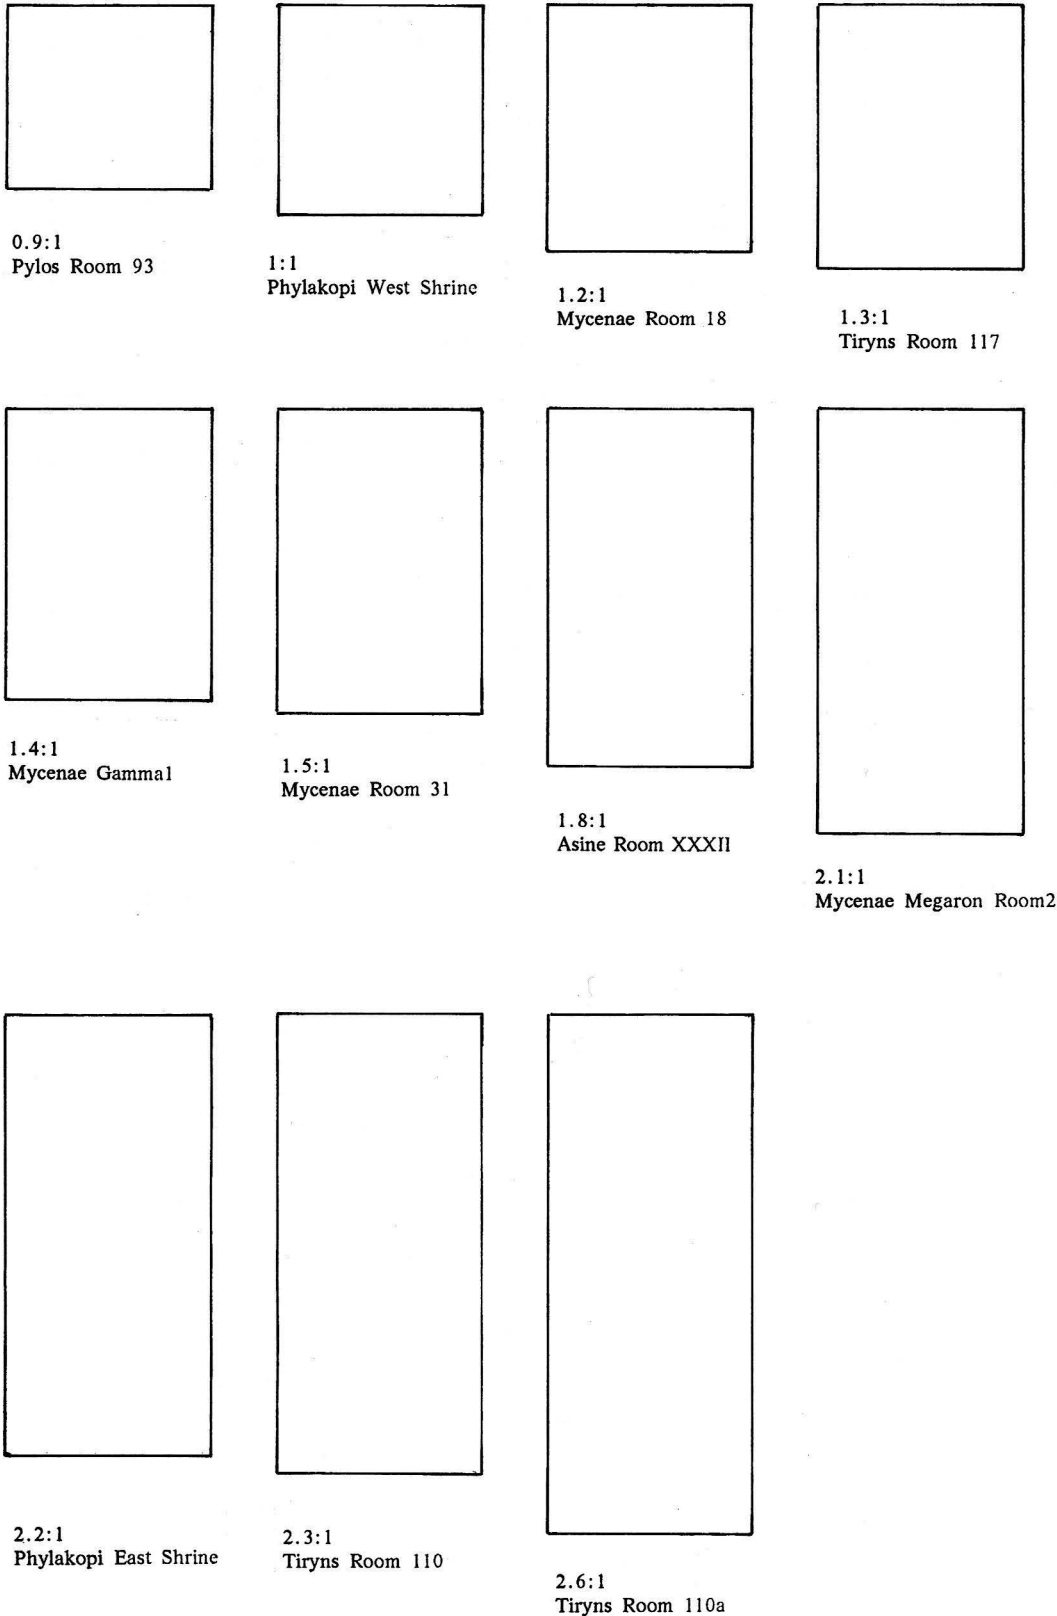 0.9:1
Pylos Room 93
1:1
Phylakopi West Shrine
1.2:1
Mycenae Room 18
1.3:1
Tiryns Room 117
1.4:1
Mycenae Gamma1
1.5:1
Mycenae Room 31
1.8:1
Asine Room XXXII
2.1:1
Mycenae Megaron Room2
2.2:1
Phylakopi East Shrine
2.3:1
Tiryns Room 110
2.6:1
Tiryns Room 110a